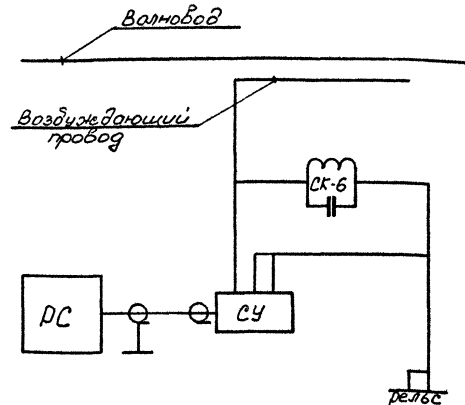 Волновод
Возбуждающий
провод
СК-6
РС
СУ
рельс